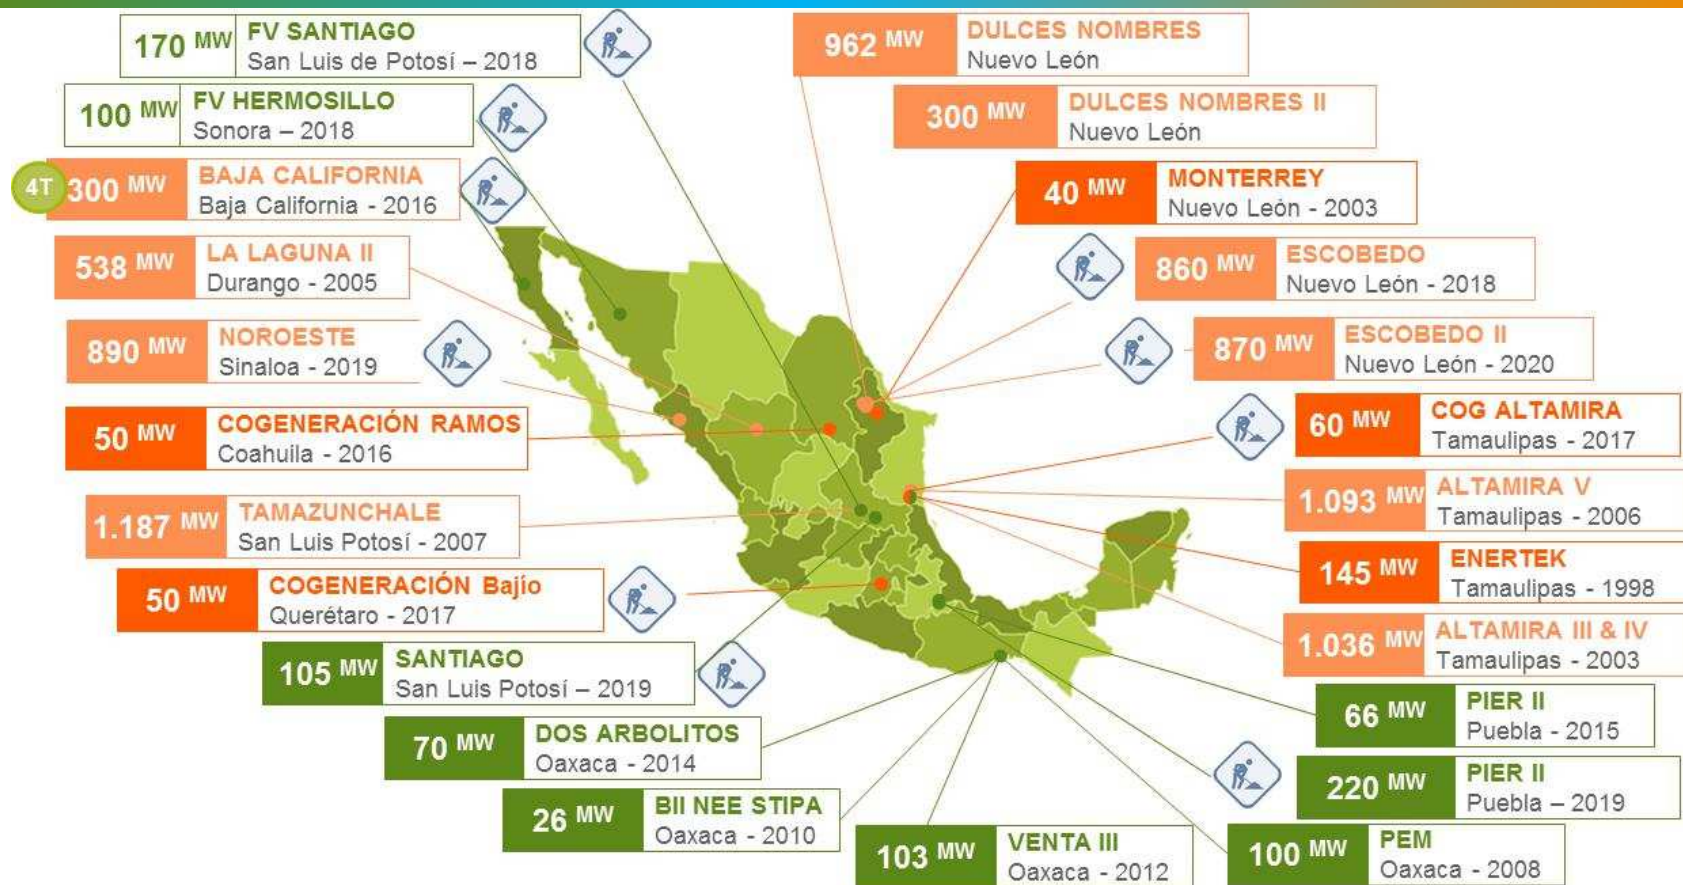 170 MW FV SANTIAGO
San Luis de Potosí – 2018
100 MW FV HERMOSILLO
Sonora – 2018
4T 300 MW BAJA CALIFORNIA
Baja California - 2016
538 MW LA LAGUNA II
Durango - 2005
890 MW NOROESTE
Sinaloa - 2019
50 MW COGENERACIÓN RAMOS
Coahuila - 2016
1.187 MW TAMAZUNCHALE
San Luis Potosí - 2007
50 MW COGENERACIÓN Bajío
Querétaro - 2017
105 MW SANTIAGO
San Luis Potosí – 2019
70 MW DOS ARBOLITOS
Oaxaca - 2014
26 MW BII NEE STIPA
Oaxaca - 2010
103 MW VENTA III
Oaxaca - 2012
962 MW DULCES NOMBRES
Nuevo León
300 MW DULCES NOMBRES II
Nuevo León
40 MW MONTERREY
Nuevo León - 2003
860 MW ESCOBEDO
Nuevo León - 2018
870 MW ESCOBEDO II
Nuevo León - 2020
60 MW COG ALTAMIRA
Tamaulipas - 2017
1.093 MW ALTAMIRA V
Tamaulipas - 2006
145 MW ENERTEK
Tamaulipas - 1998
1.036 MW ALTAMIRA III & IV
Tamaulipas - 2003
66 MW PIER II
Puebla - 2015
220 MW PIER II
Puebla – 2019
100 MW PEM
Oaxaca - 2008